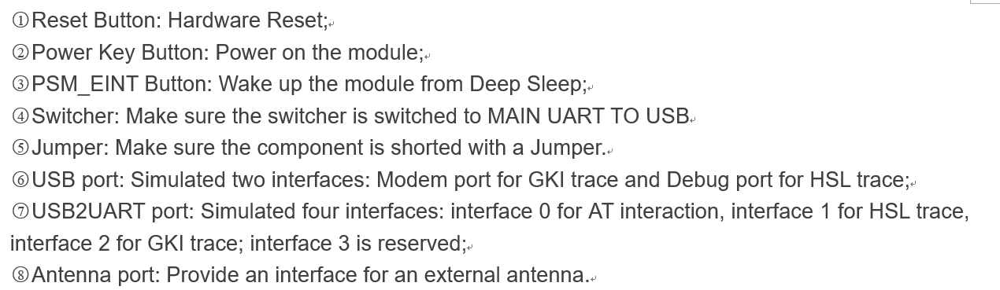 ①Reset Button: Hardware Reset;
②Power Key Button: Power on the module;
③PSM_EINT Button: Wake up the module from Deep Sleep;
④Switcher: Make sure the switcher is switched to MAIN UART TO USB
⑤Jumper: Make sure the component is shorted with a Jumper.
⑥USB port: Simulated two interfaces: Modem port for GKI trace and Debug port for HSL trace;
⑦USB2UART port: Simulated four interfaces: interface 0 for AT interaction, interface 1 for HSL trace,
interface 2 for GKI trace; interface 3 is reserved;
⑧Antenna port: Provide an interface for an external antenna.